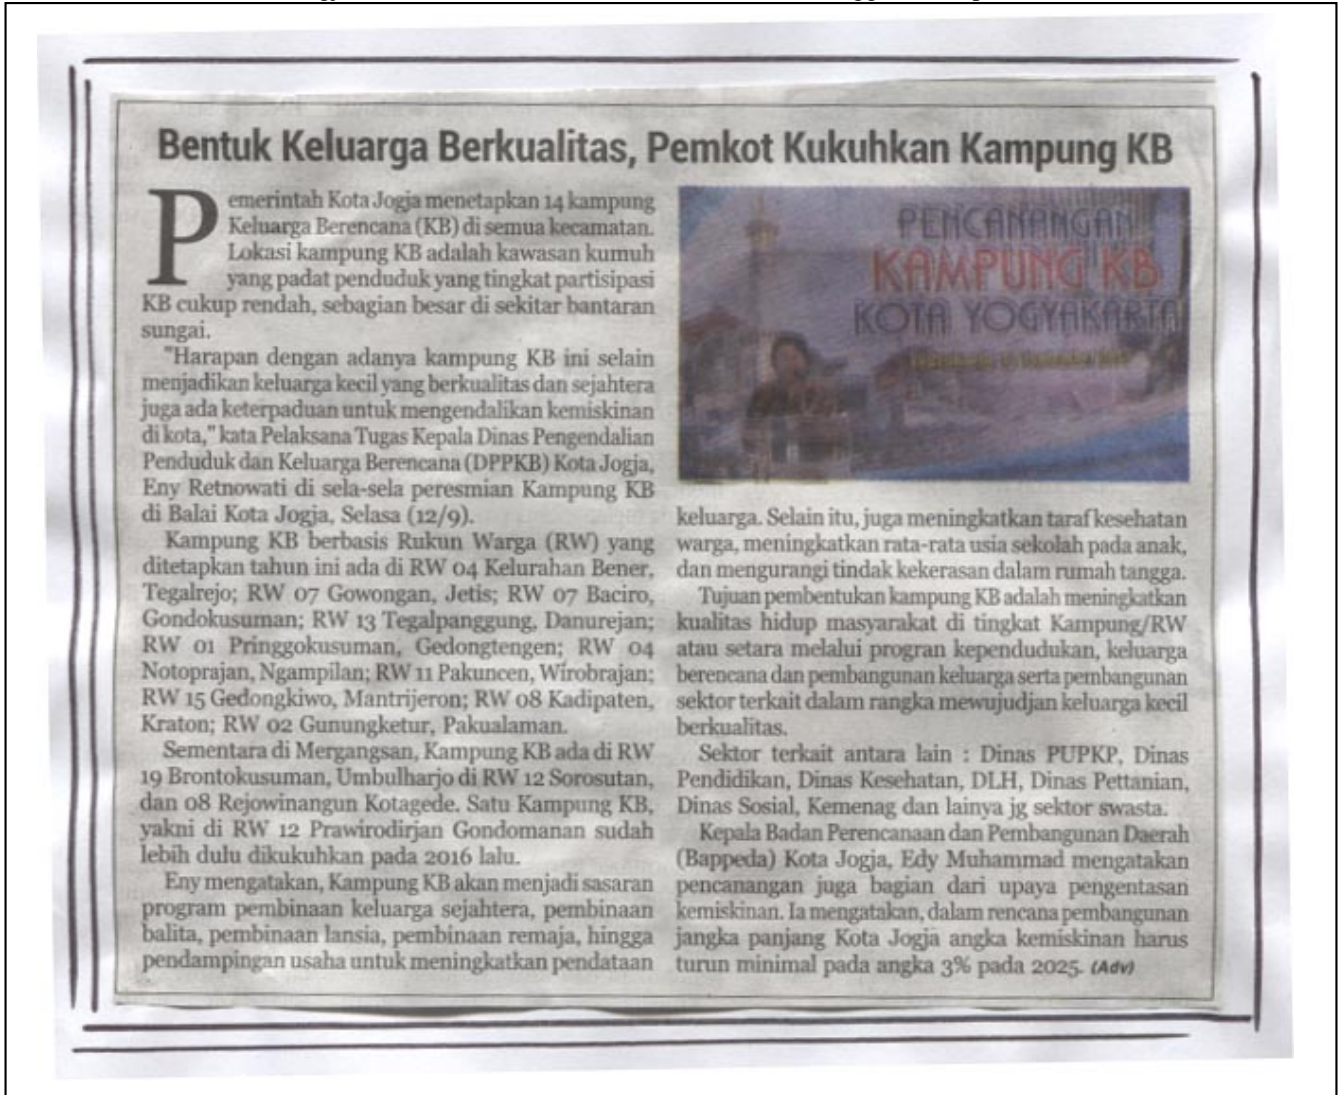 Bentuk Keluarga Berkualitas, Pemkot Kukuhkan Kampung KB
Pemerintah Kota Jogja menetapkan 14 kampung
Keluarga Berencana (KB) di semua kecamatan.
Lokasi kampung KB adalah kawasan kumuh
yang padat penduduk yang tingkat partisipasi
KB cukup rendah, sebagian besar di sekitar bantaran
sungai.
"Harapan dengan adanya kampung KB ini selain
menjadikan keluarga kecil yang berkualitas dan sejahtera
juga ada keterpaduan untuk mengendalikan kemiskinan
di kota," kata Pelaksana Tugas Kepala Dinas Pengendalian
Penduduk dan Keluarga Berencana (DPPKB) Kota Jogja,
Eny Retnowati di sela-sela peresmian Kampung KB
di Balai Kota Jogja, Selasa (12/9).
Kampung KB berbasis Rukun Warga (RW) yang
ditetapkan tahun ini ada di RW 04 Kelurahan Bener,
Tegalrejo; RW 07 Gowongan, Jetis; RW 07 Baciro,
Gondokusuman; RW 13 Tegalpanggung, Danurejan;
RW 01 Pringgokusuman, Gedongtengen; RW 04
Notoprajan, Ngampilan; RW 11 Pakuncen, Wirobrajan;
RW 15 Gedongkiwo, Mantrijeron; RW 08 Kadipaten,
Kraton; RW 02 Gunungketur, Pakualaman.
Sementara di Mergangsan, Kampung KB ada di RW
19 Brontokusuman, Umbulharjo di RW 12 Sorosutan,
dan 08 Rejowinangun Kotagede. Satu Kampung KB,
yakni di RW 12 Prawirodirjan Gondomanan sudah
lebih dulu dikukuhkan pada 2016 lalu.
Eny mengatakan, Kampung KB akan menjadi sasaran
program pembinaan keluarga sejahtera, pembinaan
balita, pembinaan lansia, pembinaan remaja, hingga
pendampingan usaha untuk meningkatkan pendataan
PENCANANGAN
KAMPUNG KB
KOTA YOGYAKARTA
keluarga. Selain itu, juga meningkatkan taraf kesehatan
warga, meningkatkan rata-rata usia sekolah pada anak,
dan mengurangi tindak kekerasan dalam rumah tangga.
Tujuan pembentukan kampung KB adalah meningkatkan
kualitas hidup masyarakat di tingkat Kampung/RW
atau setara melalui progran kependudukan, keluarga
berencana dan pembangunan keluarga serta pembangunan
sektor terkait dalam rangka mewujudjan keluarga kecil
berkualitas.
Sektor terkait antara lain : Dinas PUPKP, Dinas
Pendidikan, Dinas Kesehatan, DLH, Dinas Pettanian,
Dinas Sosial, Kemenag dan lainya jg sektor swasta.
Kepala Badan Perencanaan dan Pembangunan Daerah
(Bappeda) Kota Jogja, Edy Muhammad mengatakan
pencanangan juga bagian dari upaya pengentasan
kemiskinan. Ia mengatakan, dalam rencana pembangunan
jangka panjang Kota Jogja angka kemiskinan harus
turun minimal pada angka 3% pada 2025. (Adv)